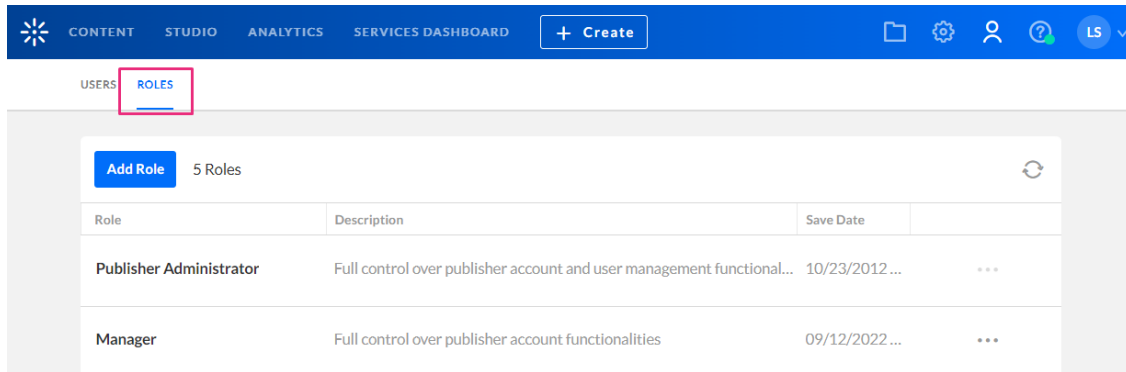 CONTENT STUDIO ANALYTICS SERVICES DASHBOARD + Create LS
USERS ROLES
Add Role 5 Roles
Role Description Save Date
Publisher Administrator Full control over publisher account and user management functional... 10/23/2012 ...
Manager Full control over publisher account functionalities 09/12/2022 ...